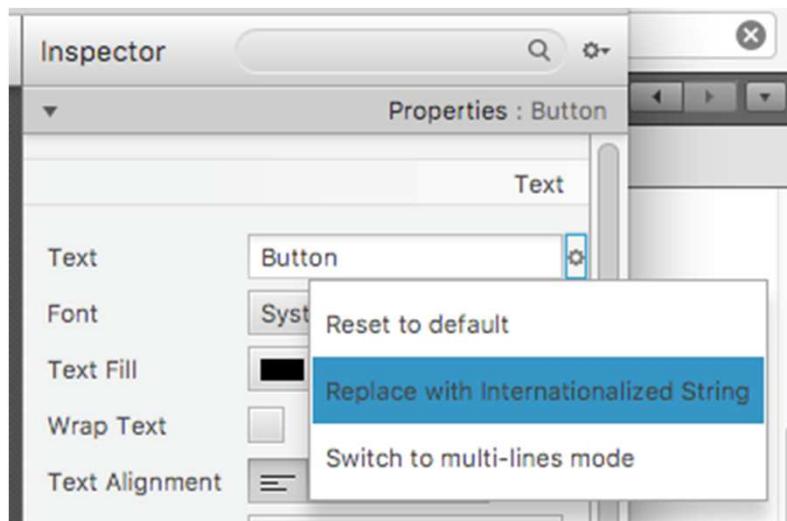 Inspector
Properties : Button
Text
Text Button
Font Syst
Reset to default
Text Fill
Replace with Internationalized String
Wrap Text
Switch to multi-lines mode
Text Alignment